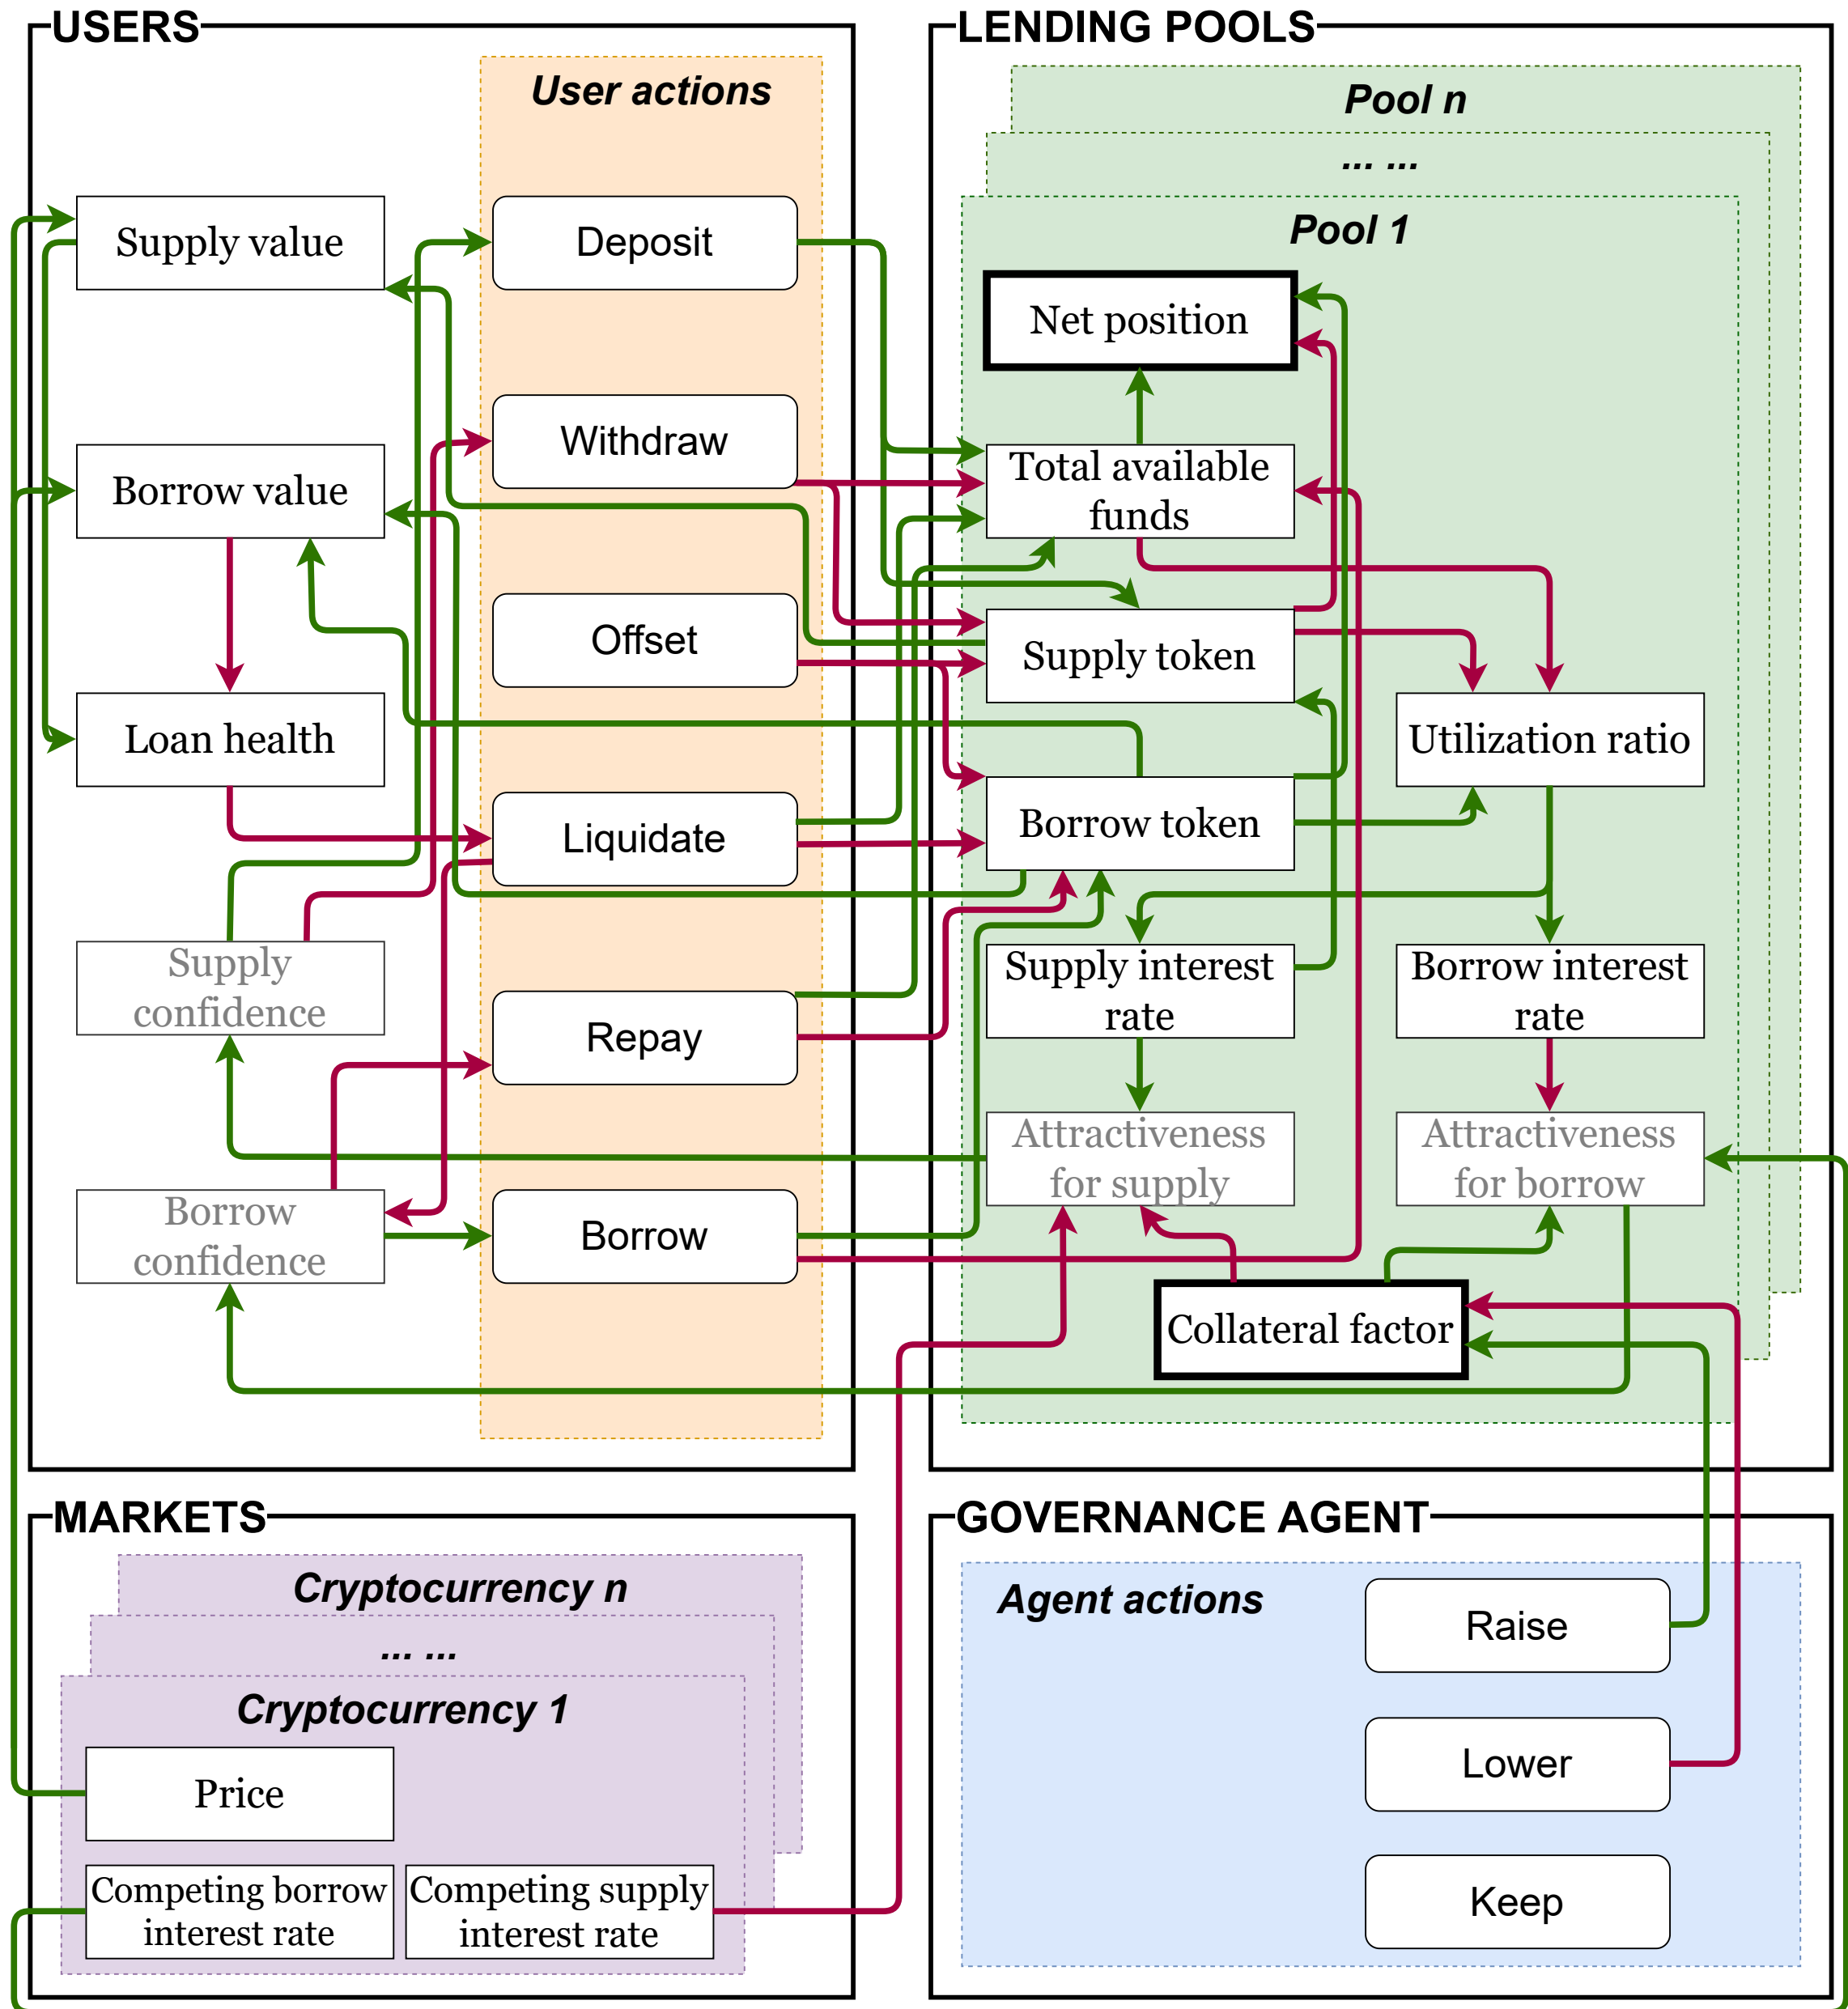 USERS
User actions
Supply value
Borrow value
Loan health
Supply
confidence
Borrow
confidence
Deposit
Withdraw
Offset
Liquidate
Repay
Borrow
LENDING POOLS
Pool n
... ...
Pool 1
Net position
Total available
funds
Supply token
Utilization ratio
Borrow token
Supply interest
rate
Borrow interest
rate
Attractiveness
for supply
Attractiveness
for borrow
Collateral factor
MARKETS
Cryptocurrency n
... ...
Cryptocurrency 1
Price
Competing borrow
interest rate
Competing supply
interest rate
GOVERNANCE AGENT
Agent actions
Raise
Lower
Keep